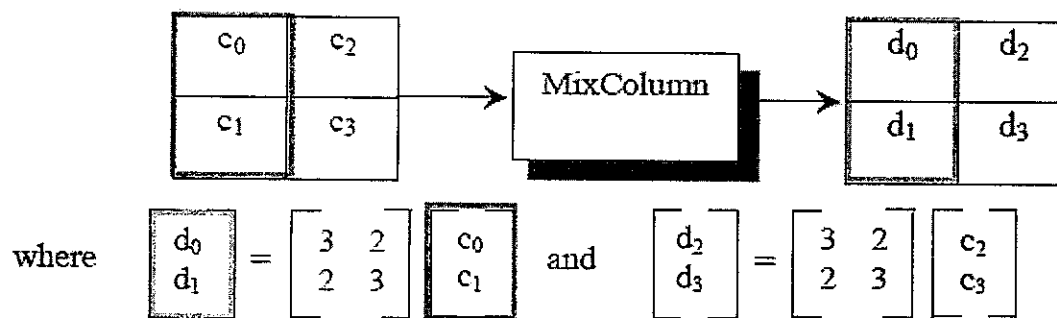 c₀ c₂ MixColumn d₀ d₂
c₁ c₃ d₁ d₃
where d₀ = 3 2 c₀ and d₂ = 3 2 c₂
d₁ 2 3 c₁ d₃ 2 3 c₃